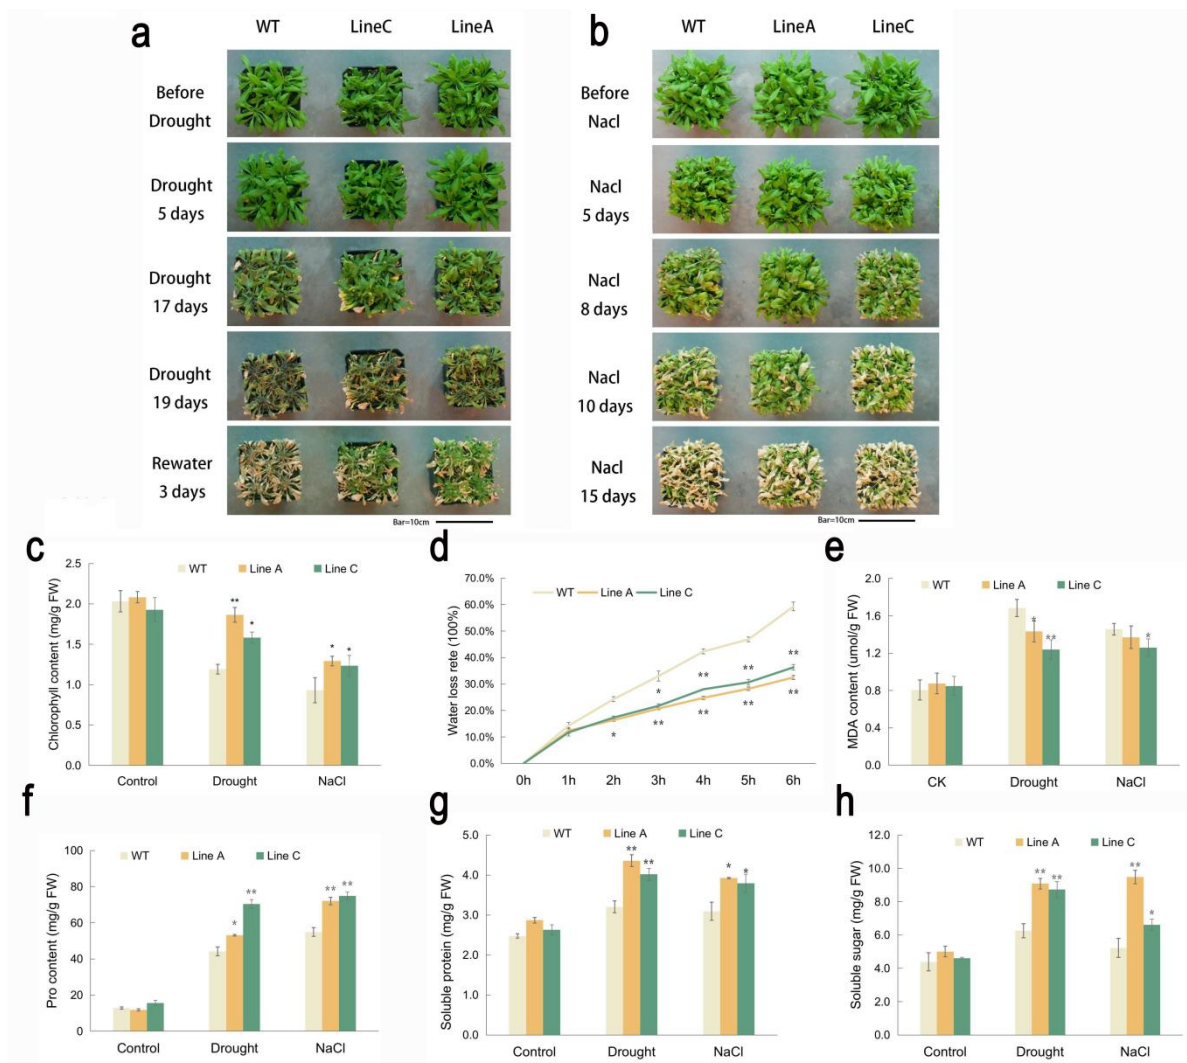 a
WT LineC LineA
Before
Drought
Drought
5 days
Drought
17 days
Drought
19 days
Rewater
3 days
Bar=10cm
b
WT LineA LineC
Before
Nacl
Nacl
5 days
Nacl
8 days
Nacl
10 days
Nacl
15 days
Bar=10cm
c
Chlorophyll content (mg/g FW)
WT Line A Line C
2.5
2.0
1.5
1.0
0.5
0.0
** * * *
Control Drought NaCl
d
Water loss rete (100%)
WT Line A Line C
70.0%
60.0%
50.0%
40.0%
30.0%
20.0%
10.0%
0.0%
* ** ** **
* ** ** ** **
0h 1h 2h 3h 4h 5h 6h
e
MDA content (umol/g FW)
WT
Line A
Line C
2.0
1.6
1.2
0.8
0.4
0.0
* ** *
CK Drought NaCl
f
Pro content (mg/g FW)
WT Line A Line C
100
80
60
40
20
0
* ** ** **
Control Drought NaCl
g
Soluble protein (mg/g FW)
WT Line A Line C
5.0
4.0
3.0
2.0
1.0
0.0
** ** * *
Control Drought NaCl
h
Soluble sugar (mg/g FW)
WT Line A Line C
12.0
10.0
8.0
6.0
4.0
2.0
0.0
** ** ** *
Control Drought NaCl